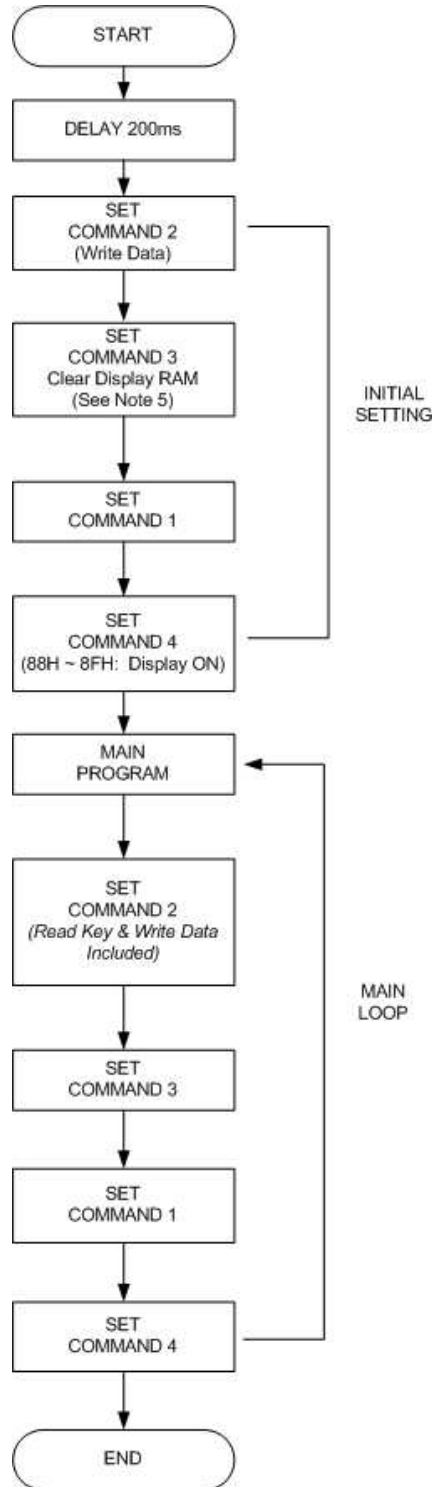 START
DELAY 200ms
SET
COMMAND 2
(Write Data)
SET
COMMAND 3
Clear Display RAM
(See Note 5)
INITIAL
SETTING
SET
COMMAND 1
SET
COMMAND 4
(88H ~ 8FH: Display ON)
MAIN
PROGRAM
SET
COMMAND 2
(Read Key & Write Data
Included)
MAIN
LOOP
SET
COMMAND 3
SET
COMMAND 1
SET
COMMAND 4
END